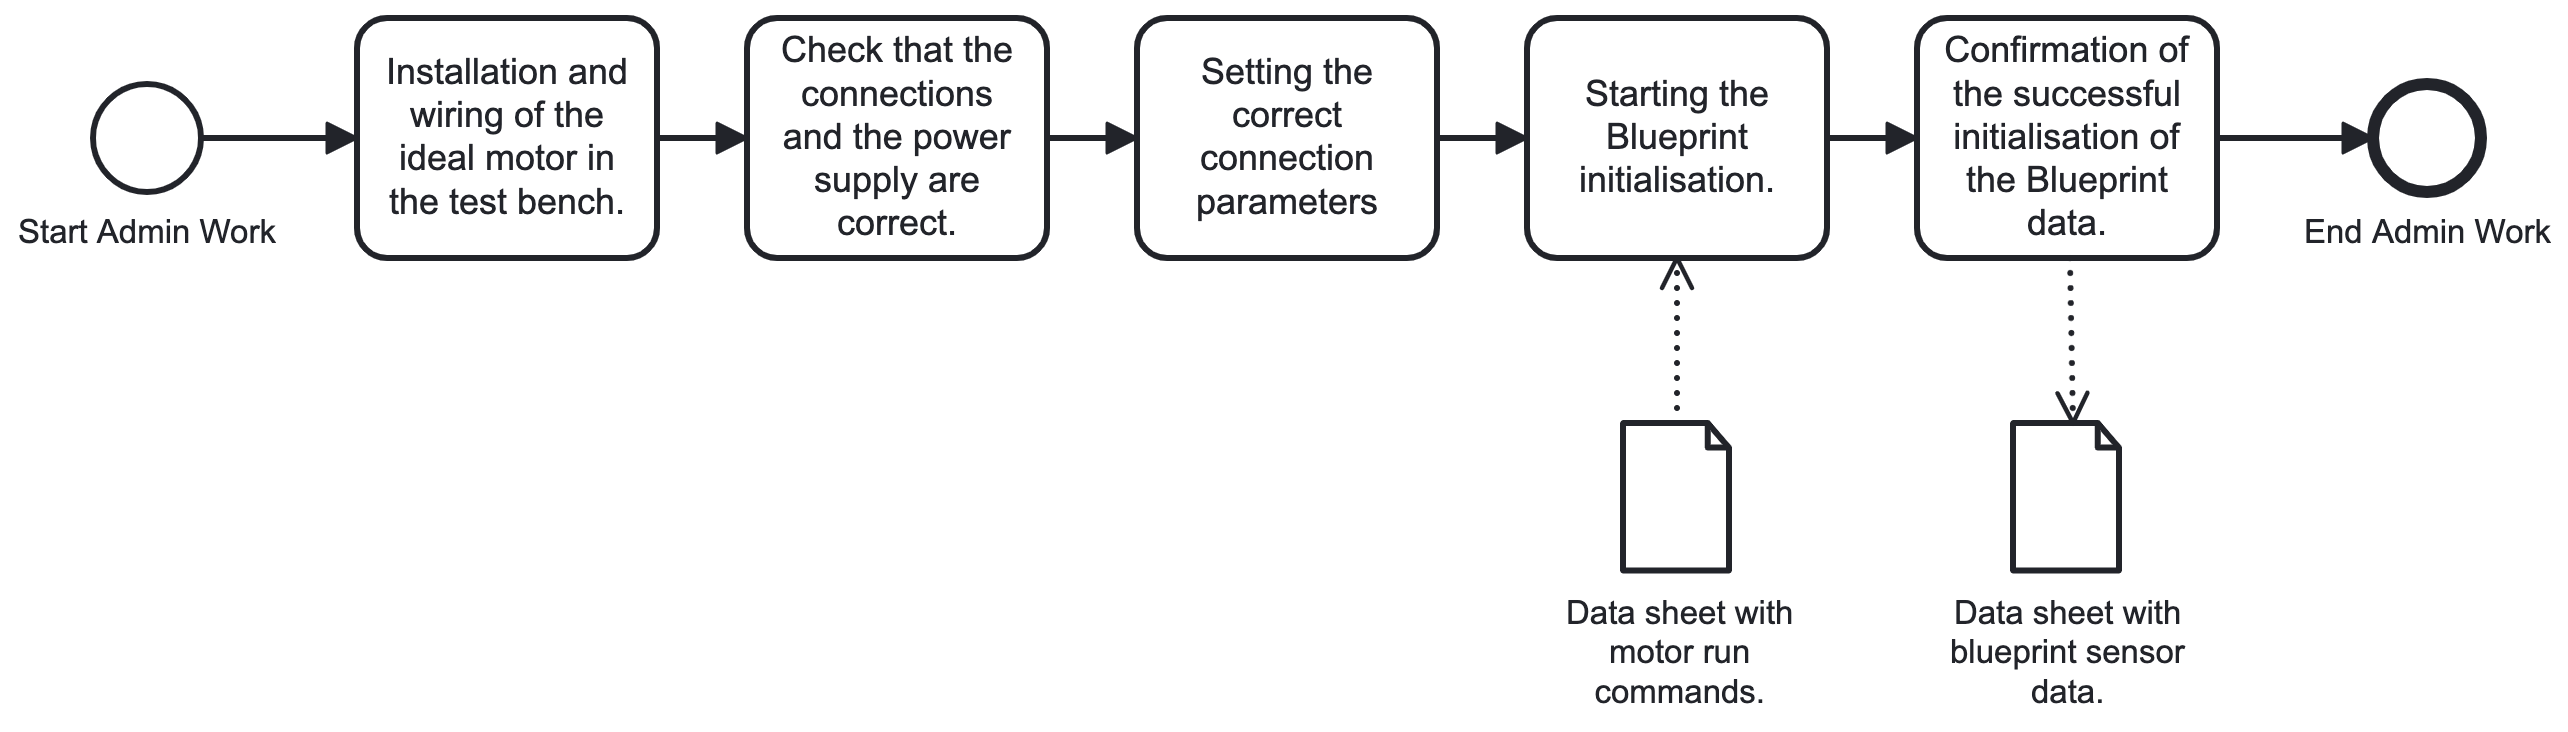 Start Admin Work
Installation and
wiring of the
ideal motor in
the test bench.
Check that the
connections
and the power
supply are
correct.
Setting the
correct
connection
parameters
Starting the
Blueprint
initialisation.
Confirmation of
the successful
initialisation of
the Blueprint
data.
End Admin Work
Data sheet with
motor run
commands.
Data sheet with
blueprint sensor
data.